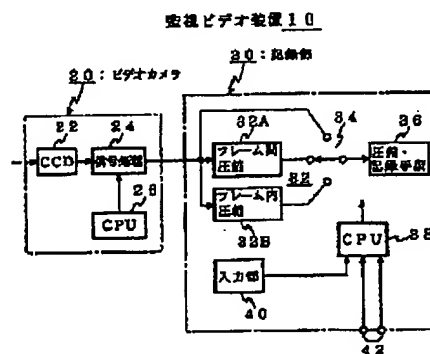 監視ビデオ装置10
20:ビデオカメラ
30:記録部
22
24
CCD
信号処理
CPU
26
32A
フレーム間
圧縮
フレーム内
圧縮
32B
32
34
36
圧縮・
記録手段
CPU
38
入力部
40
42